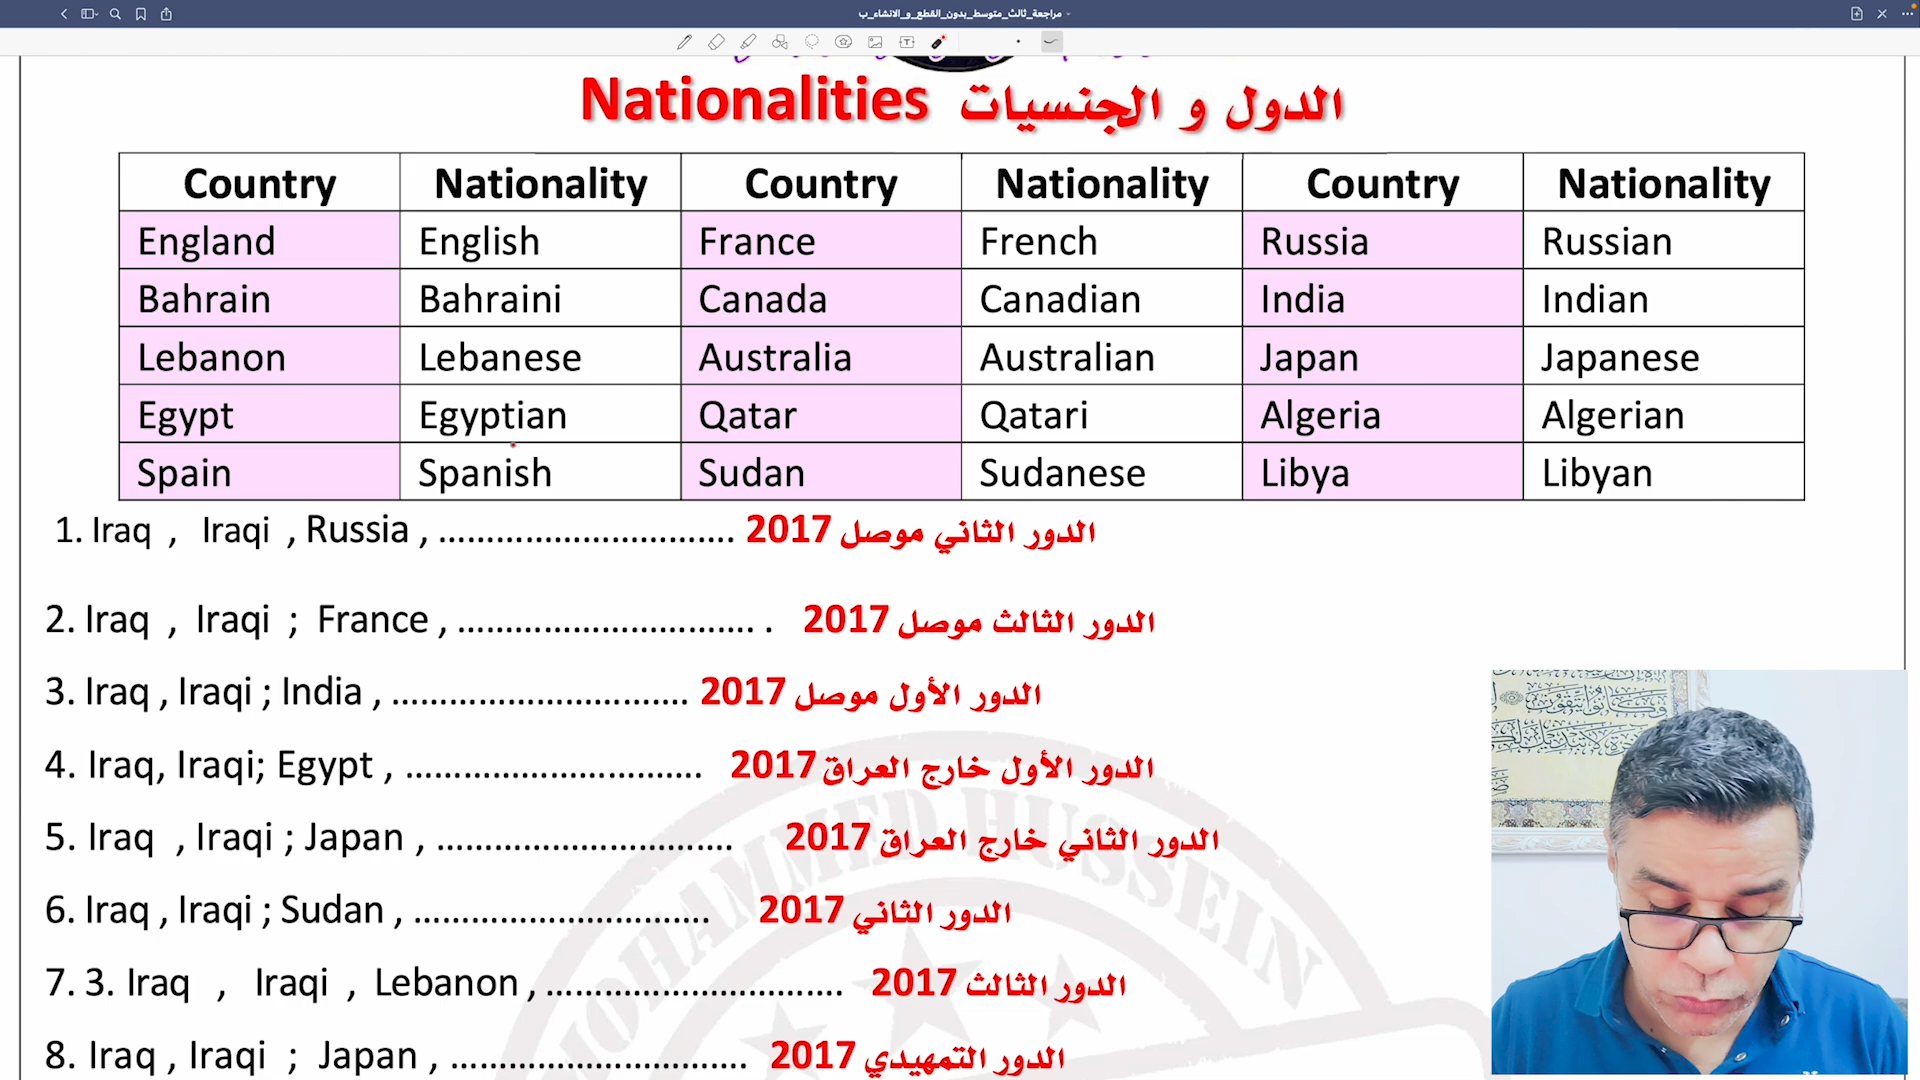 مراجعة_ثالث_متوسط_بدون_القطع_و_الانشاء_ب
الدول و الجنسيات Nationalities
Country Nationality Country Nationality Country Nationality
England English France French Russia Russian
Bahrain Bahraini Canada Canadian India Indian
Lebanon Lebanese Australia Australian Japan Japanese
Egypt Egyptian Qatar Qatari Algeria Algerian
Spain Spanish Sudan Sudanese Libya Libyan
1. Iraq , Iraqi , Russia , ............................. الدور الثاني موصل 2017
2. Iraq , Iraqi ; France , ............................. . الدور الثالث موصل 2017
3. Iraq , Iraqi ; India , ............................. الدور الأول موصل 2017
4. Iraq, Iraqi; Egypt , ............................. الدور الأول خارج العراق 2017
5. Iraq , Iraqi ; Japan , ............................. الدور الثاني خارج العراق 2017
6. Iraq , Iraqi ; Sudan , ............................. الدور الثاني 2017
7. 3. Iraq , Iraqi , Lebanon , ............................. الدور الثالث 2017
8. Iraq , Iraqi ; Japan , ............................. الدور التمهيدي 2017
MOHAMMED HUSSEIN